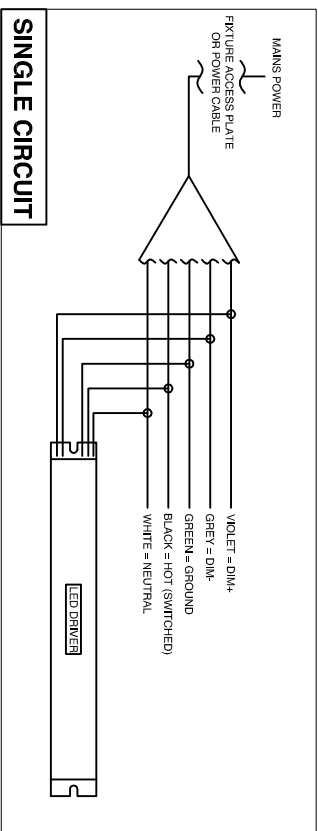 MAINS POWER
FIXTURE ACCESS PLATE
OR POWER CABLE
VIOLET = DIM+
GREY = DIM-
GREEN = GROUND
BLACK = HOT (SWITCHED)
WHITE = NEUTRAL
LED DRIVER
SINGLE CIRCUIT